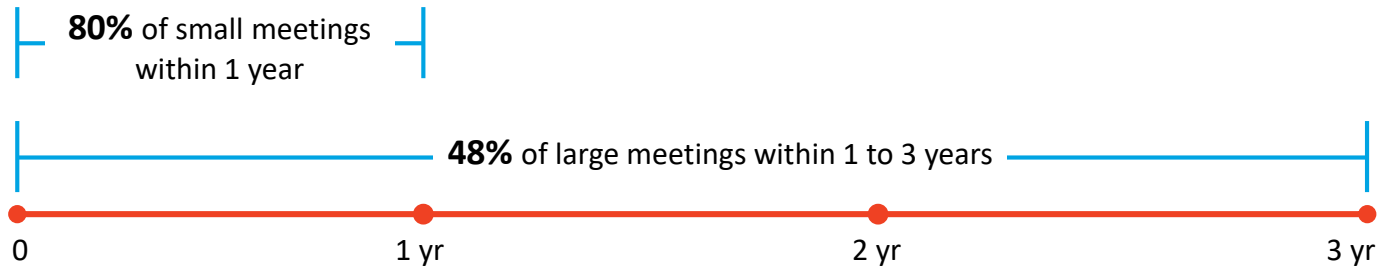 80% of small meetings
within 1 year
48% of large meetings within 1 to 3 years
0 1 yr 2 yr 3 yr